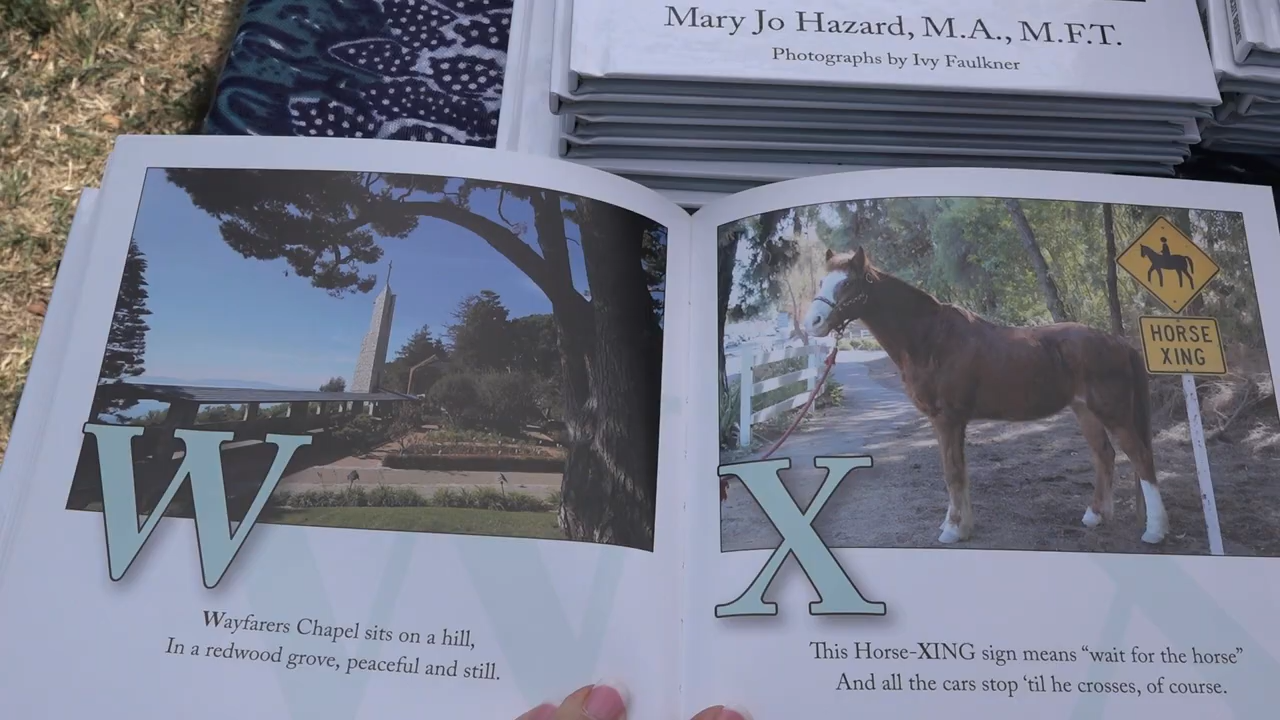 Mary Jo Hazard, M.A., M.F.T.
Photographs by Ivy Faulkner
HORSE
XING
W
X
Wayfarers Chapel sits on a hill,
In a redwood grove, peaceful and still.
This Horse-XING sign means “wait for the horse”
And all the cars stop ‘til he crosses, of course.